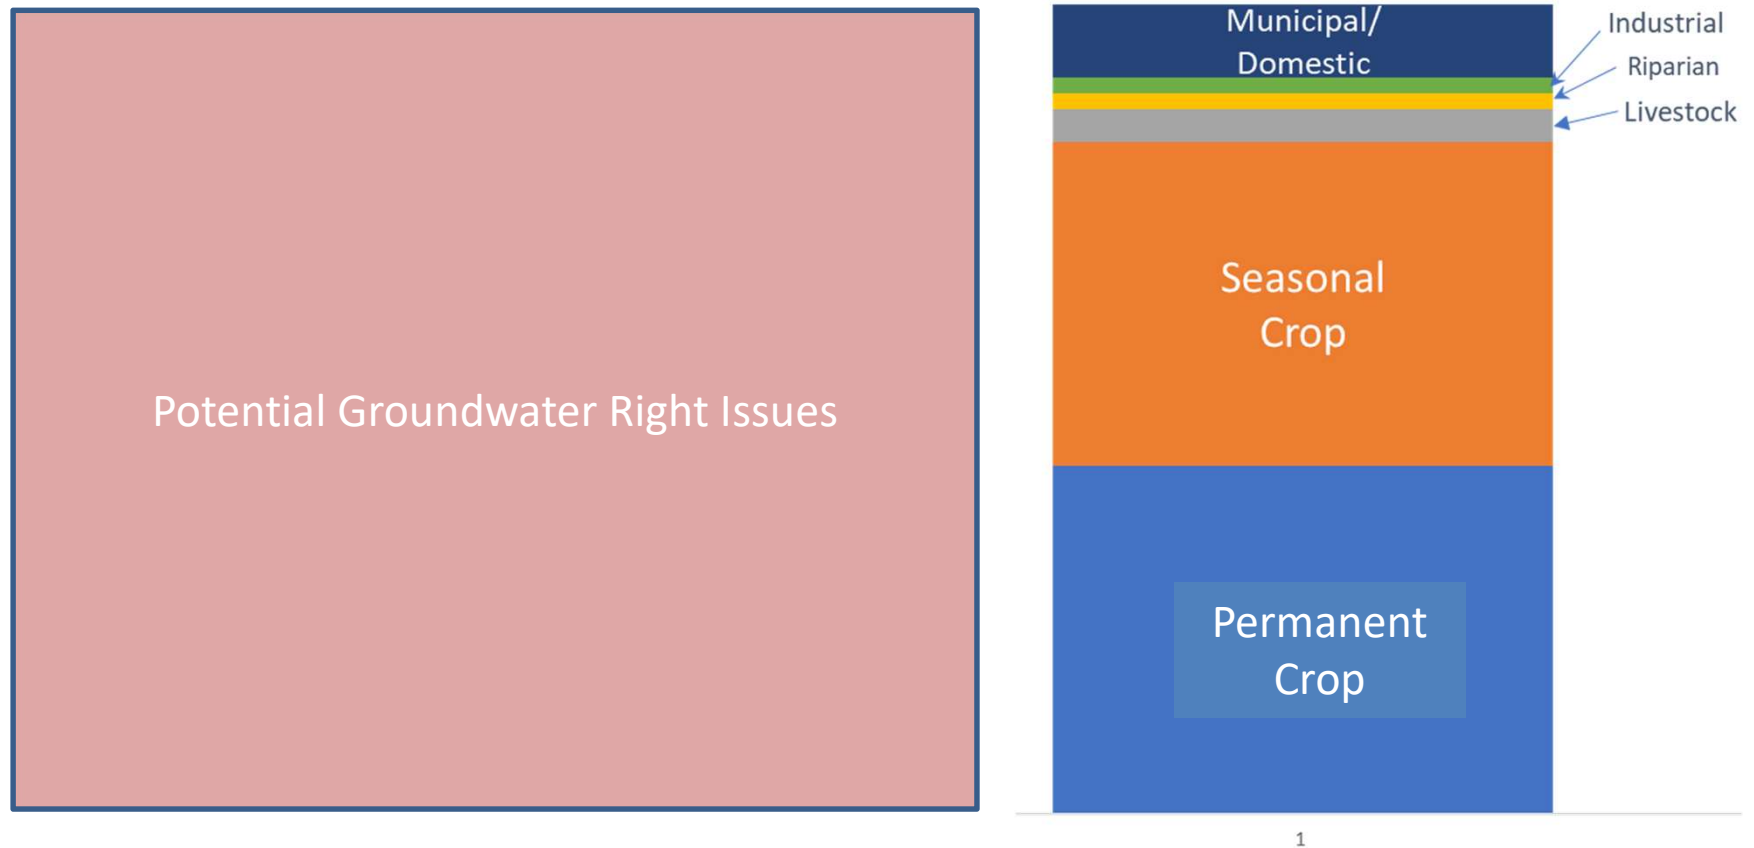 Potential Groundwater Right Issues
Municipal/
Domestic
Industrial
Riparian
Livestock
Seasonal
Crop
Permanent
Crop
1